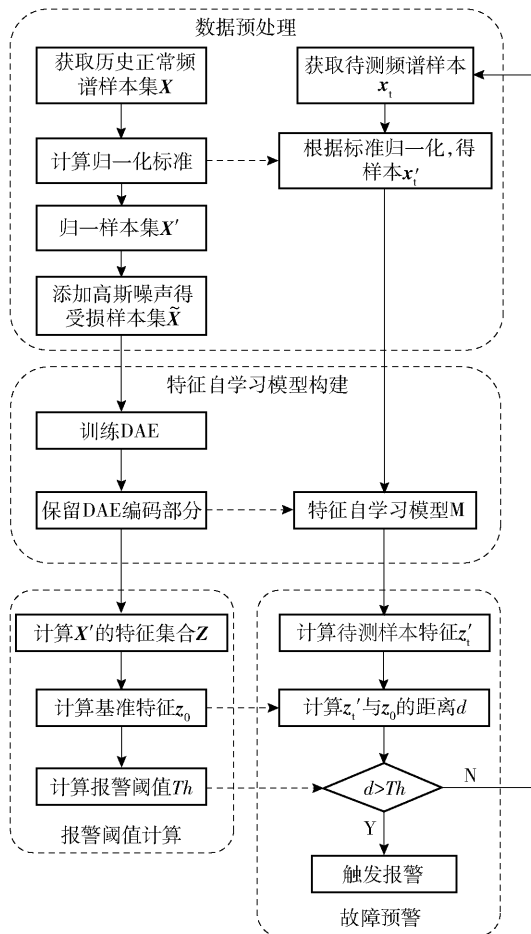 数据预处理
获取历史正常频
谱样本集X
计算归一化标准
归一样本集X′
添加高斯噪声得
受损样本集X̃
获取待测频谱样本
xt
根据标准归一化,得
样本xt′
特征自学习模型构建
训练DAE
保留DAE编码部分
特征自学习模型M
计算X′的特征集合Z
计算基准特征z0
计算报警阈值Th
报警阈值计算
计算待测样本特征zt′
计算zt′与z0的距离d
d>Th
N
Y
触发报警
故障预警